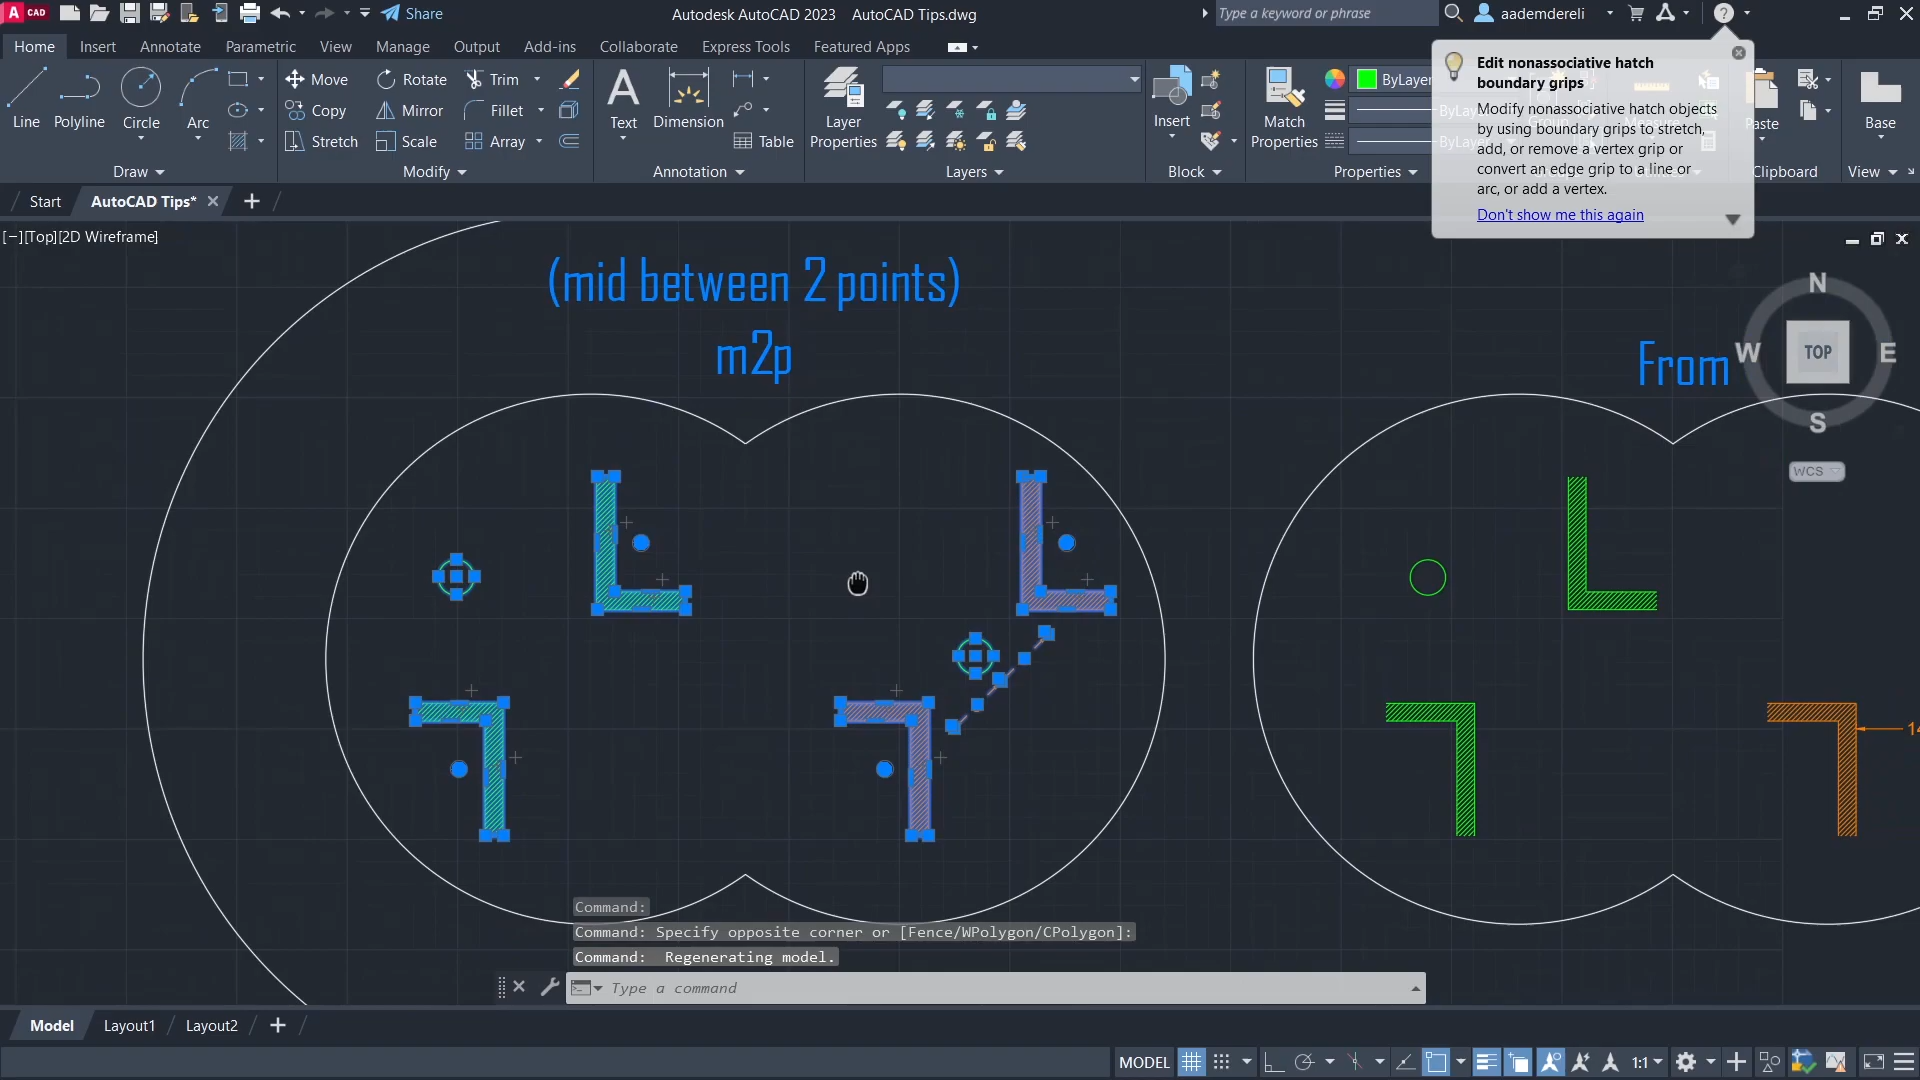 A CAD
Share
Autodesk AutoCAD 2023 AutoCAD Tips.dwg
Type a keyword or phrase
aademdereli
Home Insert Annotate Parametric View Manage Output Add-ins Collaborate Express Tools Featured Apps
Line
Polyline
Circle
Arc
Move Rotate Trim
Copy Mirror Fillet
Stretch Scale Array
Text
Dimension
Table
Layer
Properties
Insert
Match
Properties
ByLayer
Paste
Base
Draw Modify Annotation Layers Block Properties Clipboard View
Edit nonassociative hatch
boundary grips
Modify nonassociative hatch objects
by using boundary grips to stretch,
add, or remove a vertex grip or
convert an edge grip to a line or
arc, or add a vertex.
Don't show me this again
Start AutoCAD Tips*
[−][Top][2D Wireframe]
(mid between 2 points)
m2p
From
N
W TOP E
S
WCS
Command:
Command: Specify opposite corner or [Fence/WPolygon/CPolygon]:
Command: Regenerating model.
Type a command
Model Layout1 Layout2
MODEL 1:1